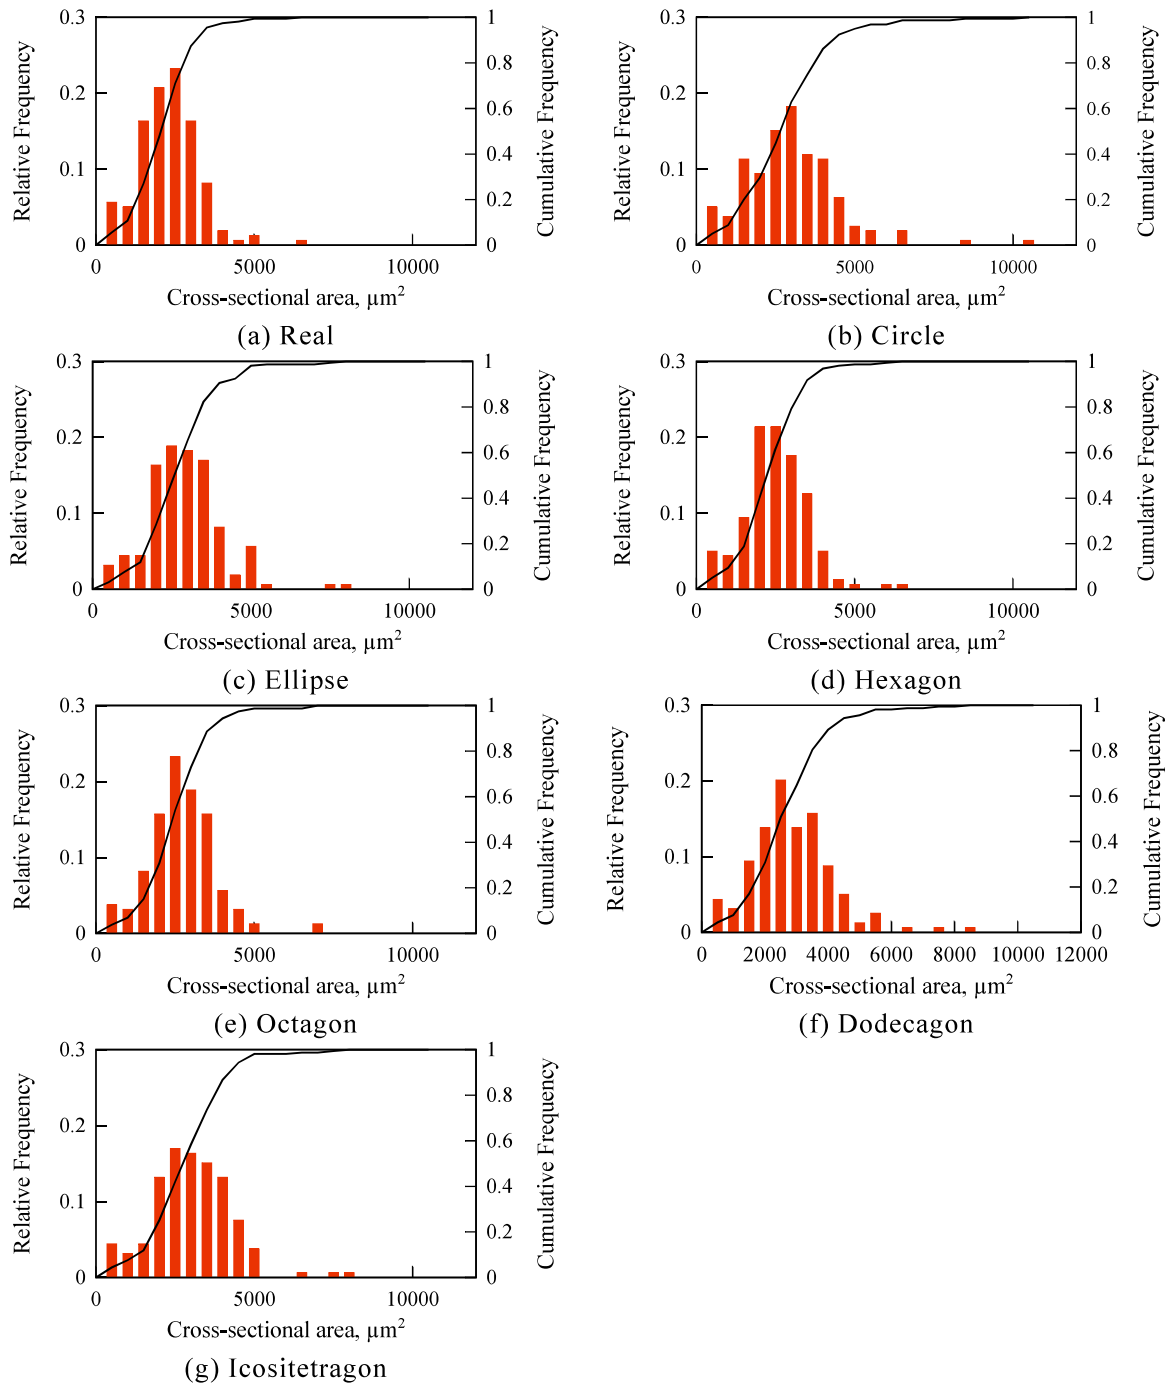 0.3
0.2
0.1
0
1
0.8
0.6
0.4
0.2
0
0 5000 10000
Relative Frequency
Cumulative Frequency
Cross-sectional area, µm²
(a) Real
0.3
0.2
0.1
0
1
0.8
0.6
0.4
0.2
0
0 5000 10000
Relative Frequency
Cumulative Frequency
Cross-sectional area, µm²
(b) Circle
0.3
0.2
0.1
0
1
0.8
0.6
0.4
0.2
0
0 5000 10000
Relative Frequency
Cumulative Frequency
Cross-sectional area, µm²
(c) Ellipse
0.3
0.2
0.1
0
1
0.8
0.6
0.4
0.2
0
0 5000 10000
Relative Frequency
Cumulative Frequency
Cross-sectional area, µm²
(d) Hexagon
0.3
0.2
0.1
0
1
0.8
0.6
0.4
0.2
0
0 5000 10000
Relative Frequency
Cumulative Frequency
Cross-sectional area, µm²
(e) Octagon
0.3
0.2
0.1
0
1
0.8
0.6
0.4
0.2
0
0 2000 4000 6000 8000 10000 12000
Relative Frequency
Cumulative Frequency
Cross-sectional area, µm²
(f) Dodecagon
0.3
0.2
0.1
0
1
0.8
0.6
0.4
0.2
0
0 5000 10000
Relative Frequency
Cumulative Frequency
Cross-sectional area, µm²
(g) Icositetragon